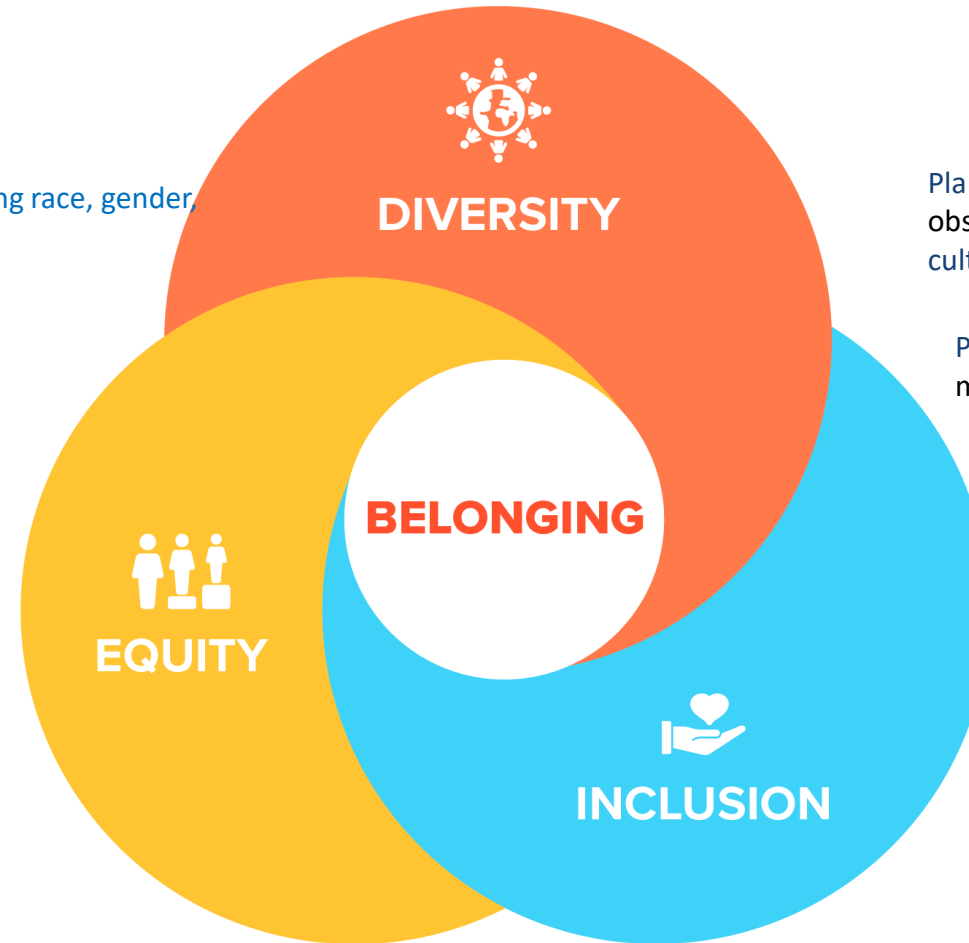 DIVERSITY
ng race, gender,
Pla
obs
cult
P
m
BELONGING
EQUITY
INCLUSION